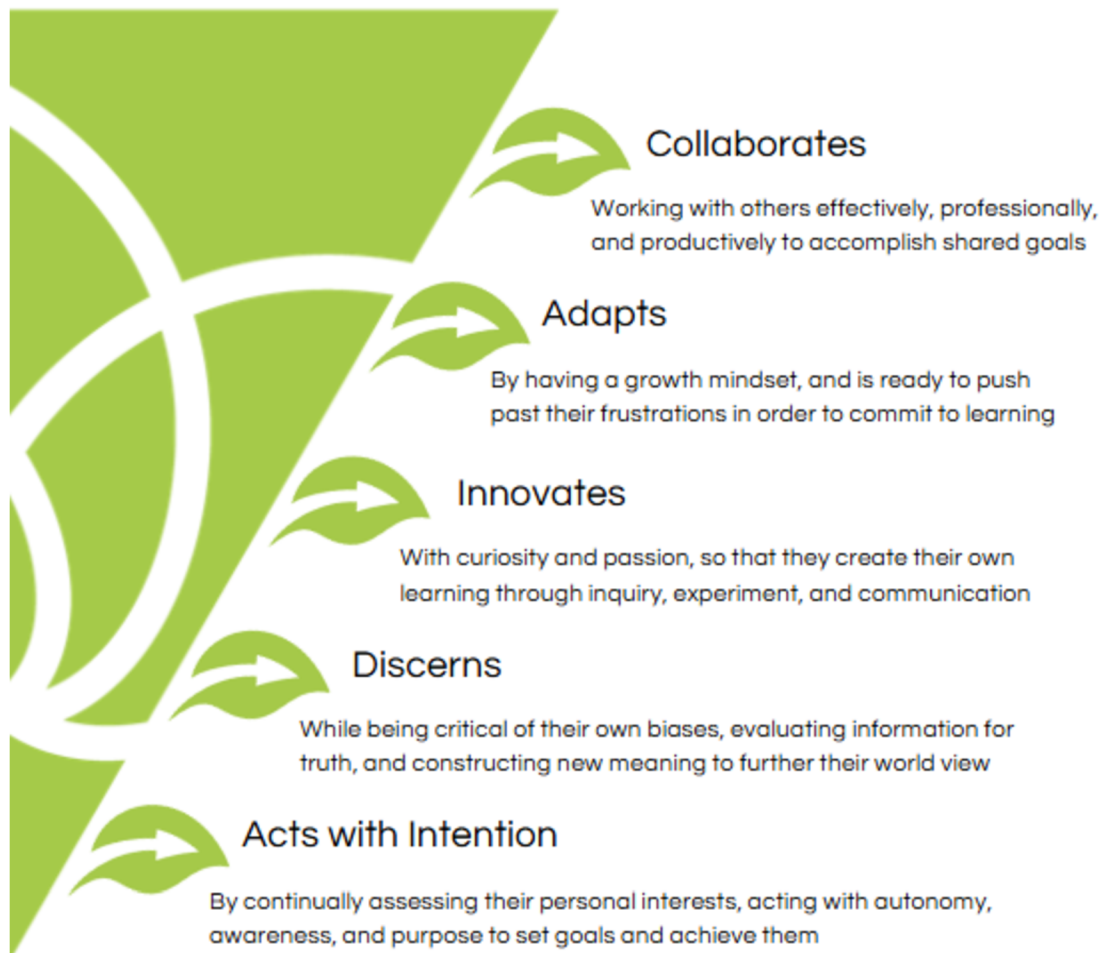 Collaborates
Working with others effectively, professionally,
and productively to accomplish shared goals
Adapts
By having a growth mindset, and is ready to push
past their frustrations in order to commit to learning
Innovates
With curiosity and passion, so that they create their own
learning through inquiry, experiment, and communication
Discerns
While being critical of their own biases, evaluating information for
truth, and constructing new meaning to further their world view
Acts with Intention
By continually assessing their personal interests, acting with autonomy,
awareness, and purpose to set goals and achieve them